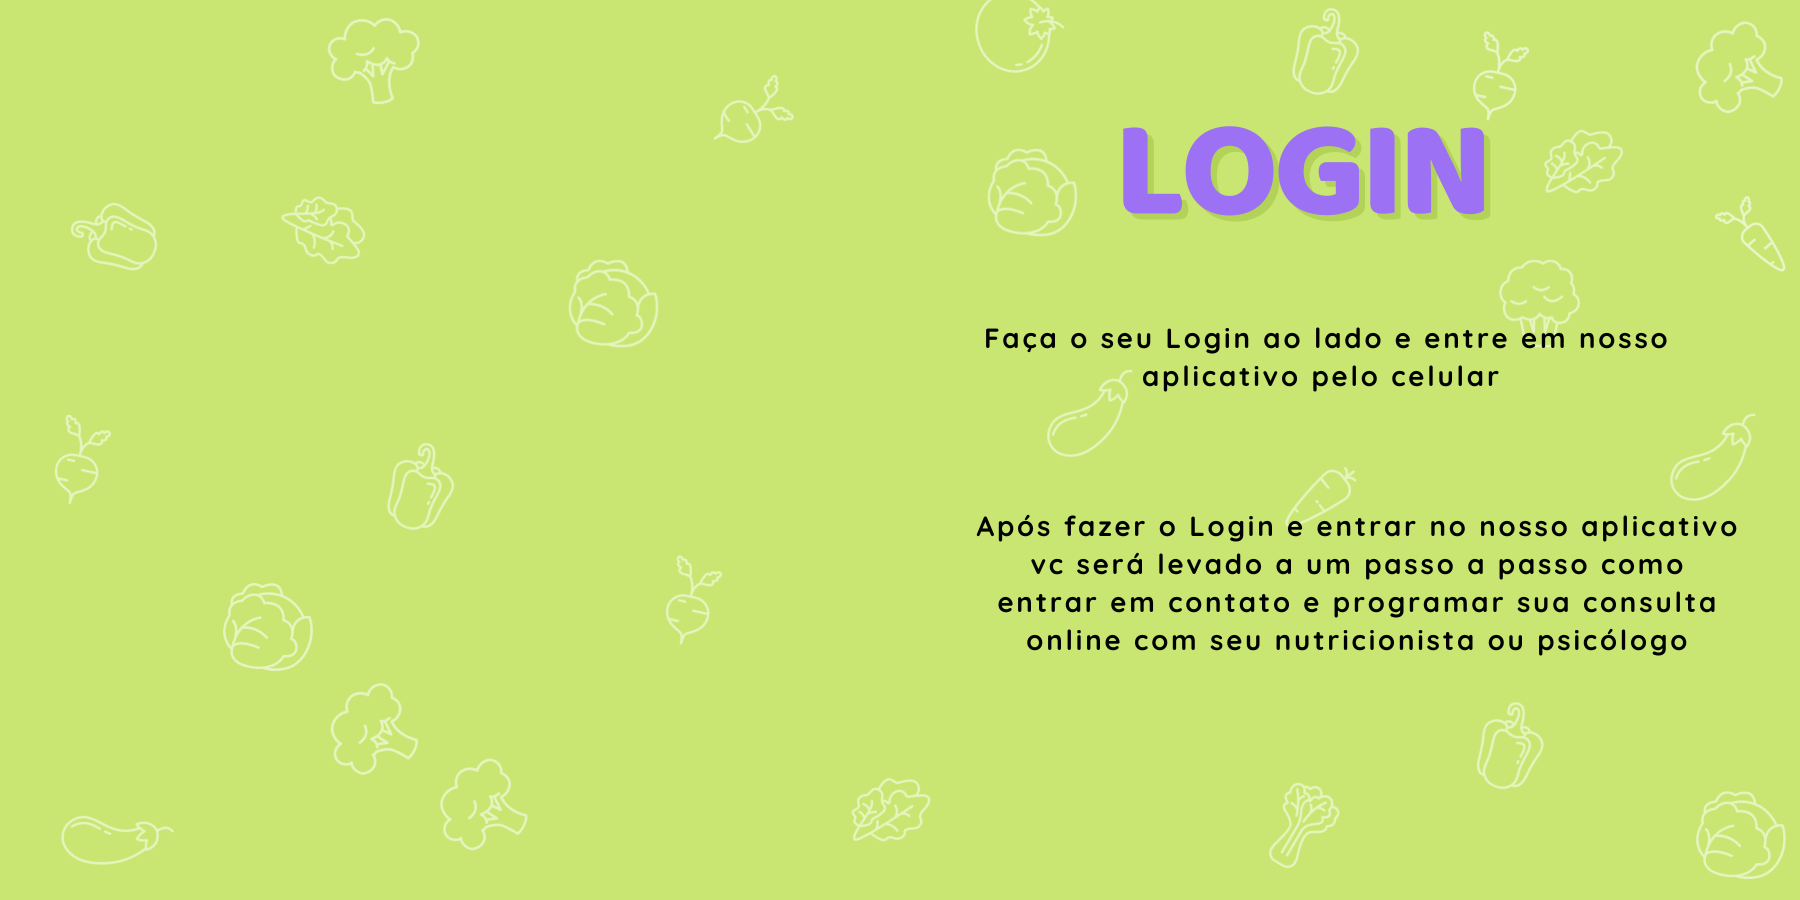 LOGIN
Faça o seu Login ao lado e entre em nosso
aplicativo pelo celular
Após fazer o Login e entrar no nosso aplicativo
vc será levado a um passo a passo como
entrar em contato e programar sua consulta
online com seu nutricionista ou psicólogo